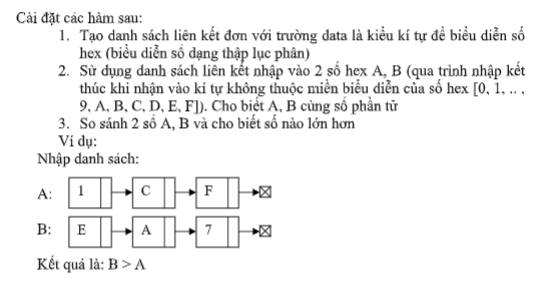 Cài đặt các hàm sau:
1. Tạo danh sách liên kết đơn với trường data là kiểu kí tự để biểu diễn số
hex (biểu diễn số dạng thập lục phân)
2. Sử dụng danh sách liên kết nhập vào 2 số hex A, B (quá trình nhập kết
thúc khi nhận vào kí tự không thuộc miền biểu diễn của số hex [0, 1, .. ,
9, A, B, C, D, E, F]). Cho biết A, B cùng số phần tử
3. So sánh 2 số A, B và cho biết số nào lớn hơn
Ví dụ:
Nhập danh sách:
A: 1 C F
B: E A 7
Kết quả là: B > A